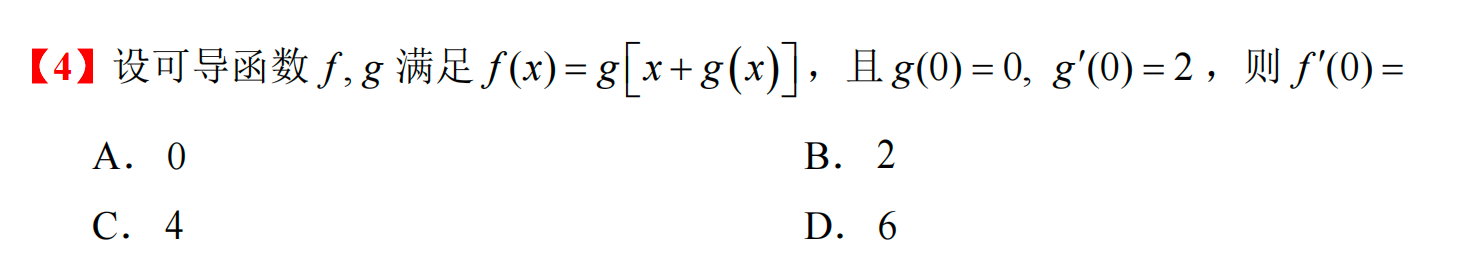 【4】设可导函数 f, g 满足 f(x) = g[x + g(x)]，且 g(0) = 0, g′(0) = 2，则 f′(0) =
A． 0 B． 2
C． 4 D． 6